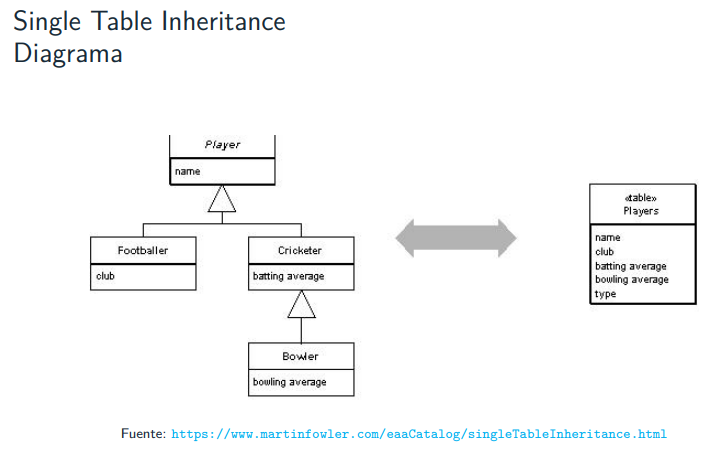 Single Table Inheritance
Diagrama
Player
name
Footballer
club
Cricketer
batting average
Bowler
bowling average
«table»
Players
name
club
batting average
bowling average
type
Fuente: https://www.martinfowler.com/eaaCatalog/singleTableInheritance.html